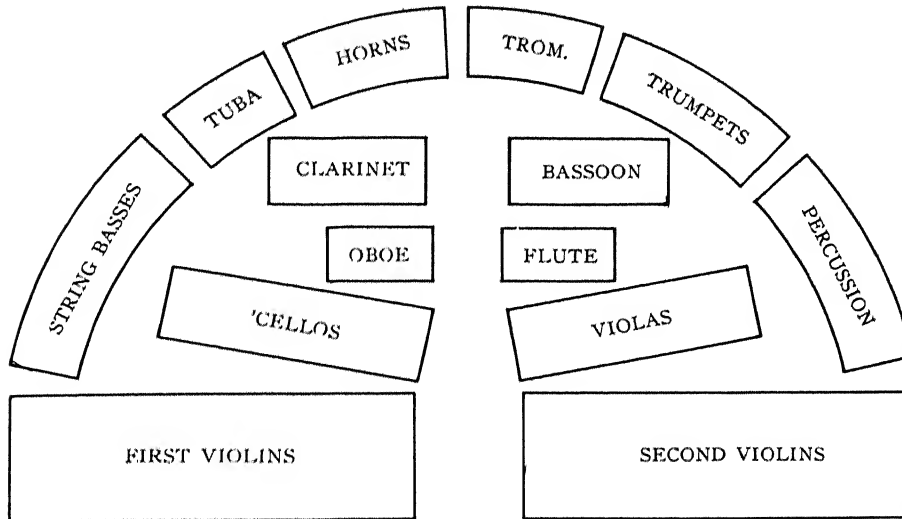 HORNS
TROM.
TUBA
TRUMPETS
CLARINET
BASSOON
STRING BASSES
PERCUSSION
OBOE
FLUTE
'CELLOS
VIOLAS
FIRST VIOLINS
SECOND VIOLINS